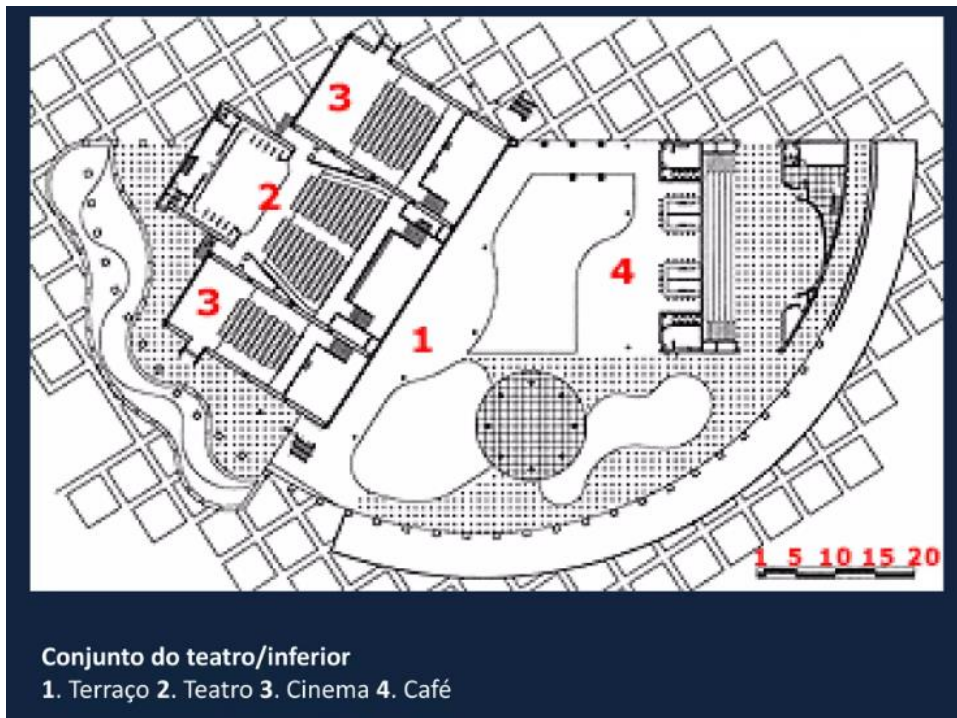 3
2
3
4
1
1 5 10 15 20
Conjunto do teatro/inferior
1. Terraço 2. Teatro 3. Cinema 4. Café